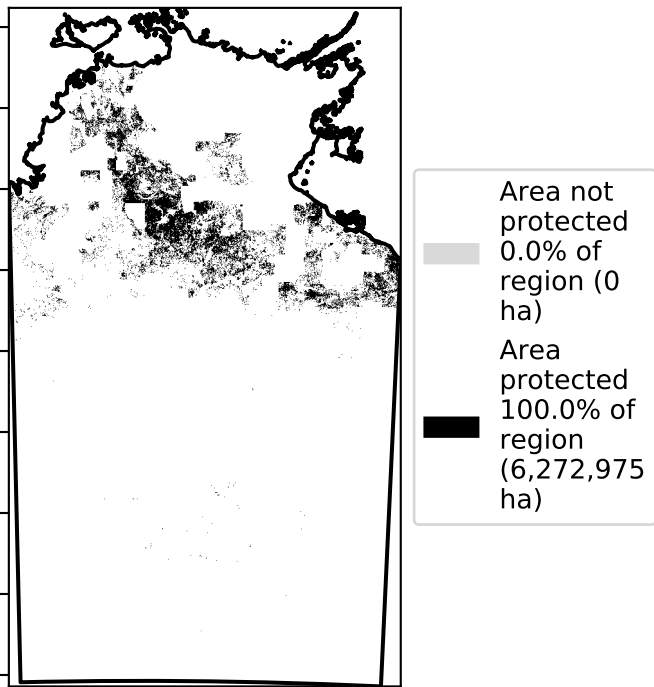 Area not
protected
0.0% of
region (0
ha)
Area
protected
100.0% of
region
(6,272,975
ha)